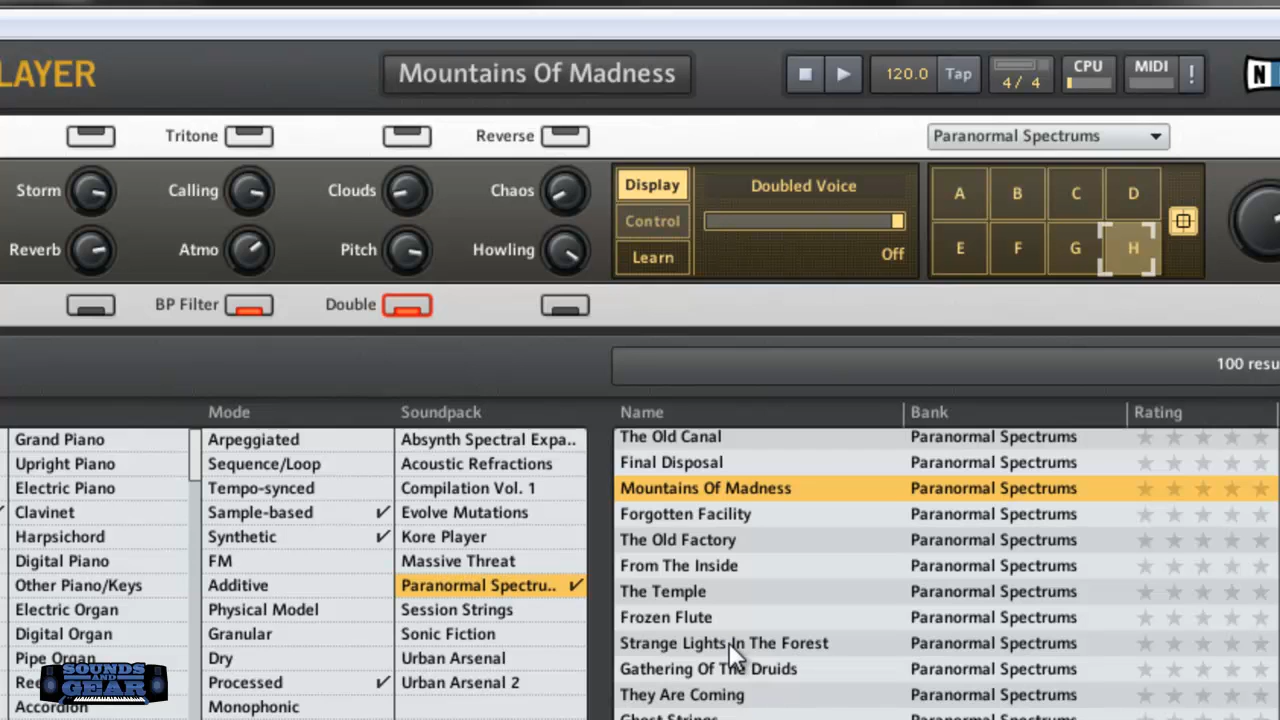 LAYER
Mountains Of Madness
120.0 Tap
4 / 4
CPU
MIDI
!
N
Tritone
Reverse
Paranormal Spectrums
Storm
Calling
Clouds
Chaos
Reverb
Atmo
Pitch
Howling
Display
Control
Learn
Doubled Voice
Off
A B C D
E F G H
BP Filter
Double
100 resu
Mode
Soundpack
Name
Bank
Rating
Grand Piano
Upright Piano
Electric Piano
Clavinet
Harpsichord
Digital Piano
Other Piano/Keys
Electric Organ
Digital Organ
Pipe Organ
Ree
Accordion
Arpeggiated
Sequence/Loop
Tempo-synced
Sample-based
Synthetic
FM
Additive
Physical Model
Granular
Dry
Processed
Monophonic
Absynth Spectral Expa..
Acoustic Refractions
Compilation Vol. 1
Evolve Mutations
Kore Player
Massive Threat
Paranormal Spectru..
Session Strings
Sonic Fiction
Urban Arsenal
Urban Arsenal 2
The Old Canal Paranormal Spectrums
Final Disposal Paranormal Spectrums
Mountains Of Madness Paranormal Spectrums
Forgotten Facility Paranormal Spectrums
The Old Factory Paranormal Spectrums
From The Inside Paranormal Spectrums
The Temple Paranormal Spectrums
Frozen Flute Paranormal Spectrums
Strange Lights In The Forest Paranormal Spectrums
Gathering Of The Druids Paranormal Spectrums
They Are Coming Paranormal Spectrums
Ghost Strings Paranormal Spectrums
SOUNDS
AND
GEAR